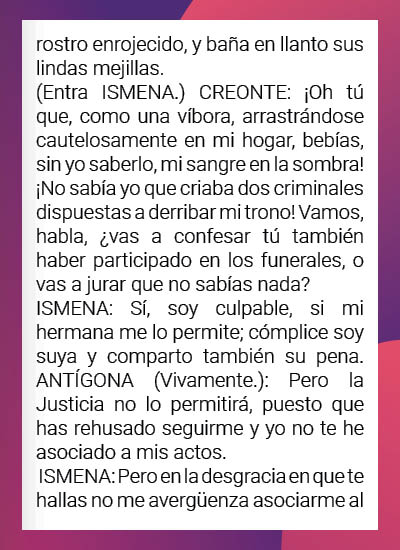 rostro enrojecido, y baña en llanto sus
lindas mejillas.
(Entra ISMENA.) CREONTE: ¡Oh tú
que, como una víbora, arrastrándose
cautelosamente en mi hogar, bebías,
sin yo saberlo, mi sangre en la sombra!
¡No sabía yo que criaba dos criminales
dispuestas a derribar mi trono! Vamos,
habla, ¿vas a confesar tú también
haber participado en los funerales, o
vas a jurar que no sabías nada?
ISMENA: Sí, soy culpable, si mi
hermana me lo permite; cómplice soy
suya y comparto también su pena.
ANTÍGONA (Vivamente.): Pero la
Justicia no lo permitirá, puesto que
has rehusado seguirme y yo no te he
asociado a mis actos.
ISMENA: Pero en la desgracia en que te
hallas no me avergüenza asociarme al